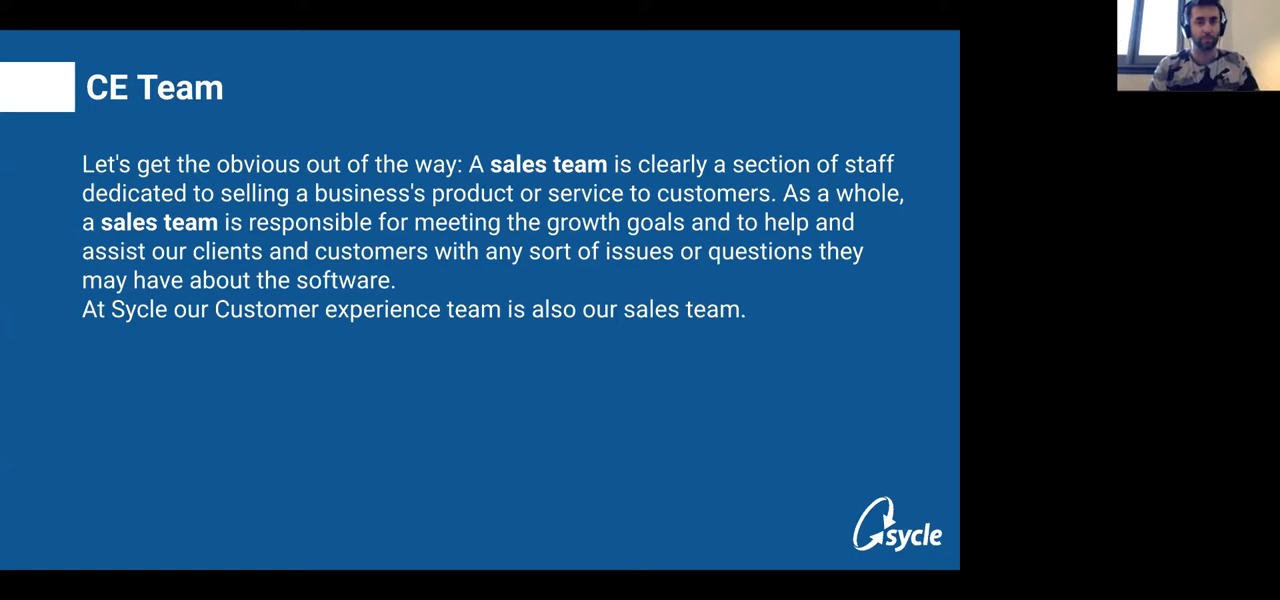 CE Team
Let's get the obvious out of the way: A sales team is clearly a section of staff
dedicated to selling a business's product or service to customers. As a whole,
a sales team is responsible for meeting the growth goals and to help and
assist our clients and customers with any sort of issues or questions they
may have about the software.
At Sycle our Customer experience team is also our sales team.
sycle